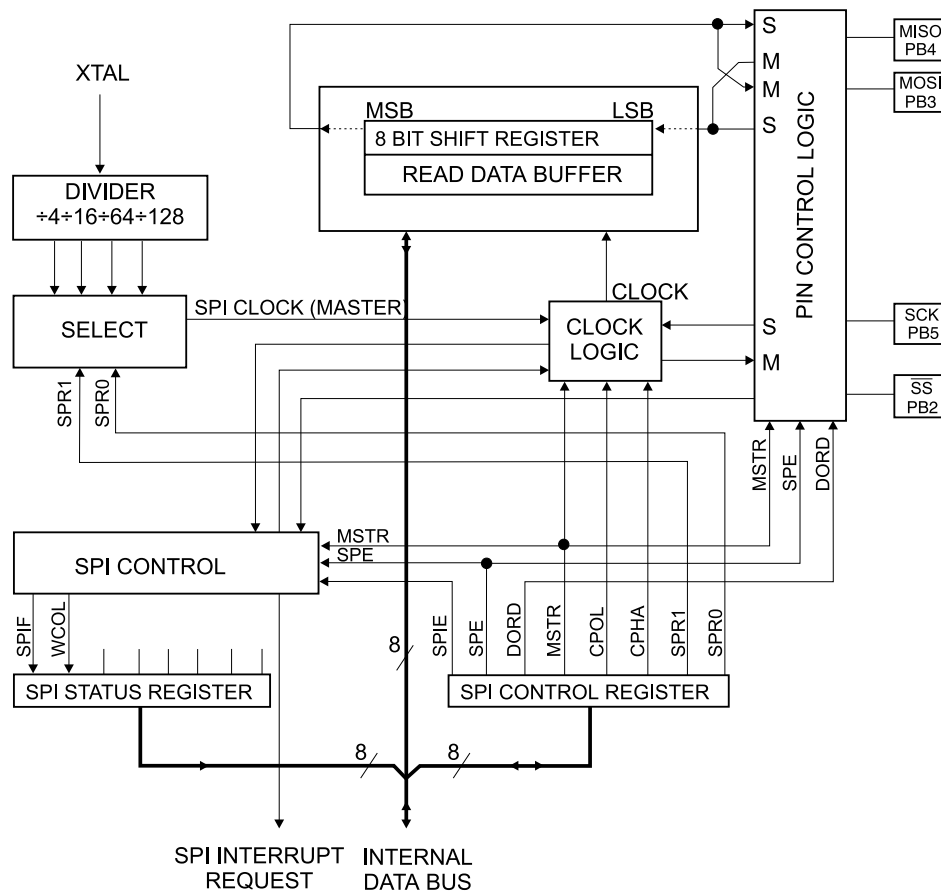 S
MISO
PB4
M
XTAL
MOSI
PB3
M
MSB
LSB
S
8 BIT SHIFT REGISTER
READ DATA BUFFER
PIN CONTROL LOGIC
DIVIDER
÷4÷16÷64÷128
SPI CLOCK (MASTER)
CLOCK
SELECT
CLOCK
LOGIC
S
M
SCK
PB5
SS
PB2
SPR1
SPR0
MSTR
SPE
DORD
MSTR
SPE
SPI CONTROL
SPIF
WCOL
SPIE
SPE
DORD
MSTR
CPOL
CPHA
SPR1
SPR0
8
SPI STATUS REGISTER
SPI CONTROL REGISTER
8
8
SPI INTERRUPT
REQUEST
INTERNAL
DATA BUS